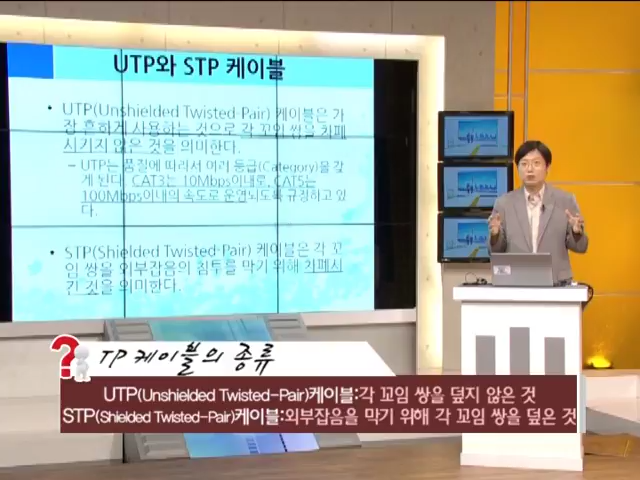 UTP와 STP 케이블
• UTP(Unshielded Twisted-Pair) 케이블은 가
장 흔하게 사용하는 것으로 각 꼬임 쌍을 차폐
시기지 않은 것을 의미한다.
– UTP는 품질에 따라서 여러 등급(Category)을 갖
게 된다. CAT3는 10Mbps이내로, CAT5는
100Mbps이내의 속도로 운영되도록 규정하고 있
다.
• STP(Shielded Twisted-Pair) 케이블은 각 꼬
임 쌍을 외부잡음의 침투를 막기 위해 차폐시
킨 것을 의미한다.
? TP 케이블의 종류
UTP(Unshielded Twisted-Pair)케이블:각 꼬임 쌍을 덮지 않은 것
STP(Shielded Twisted-Pair)케이블:외부잡음을 막기 위해 각 꼬임 쌍을 덮은 것